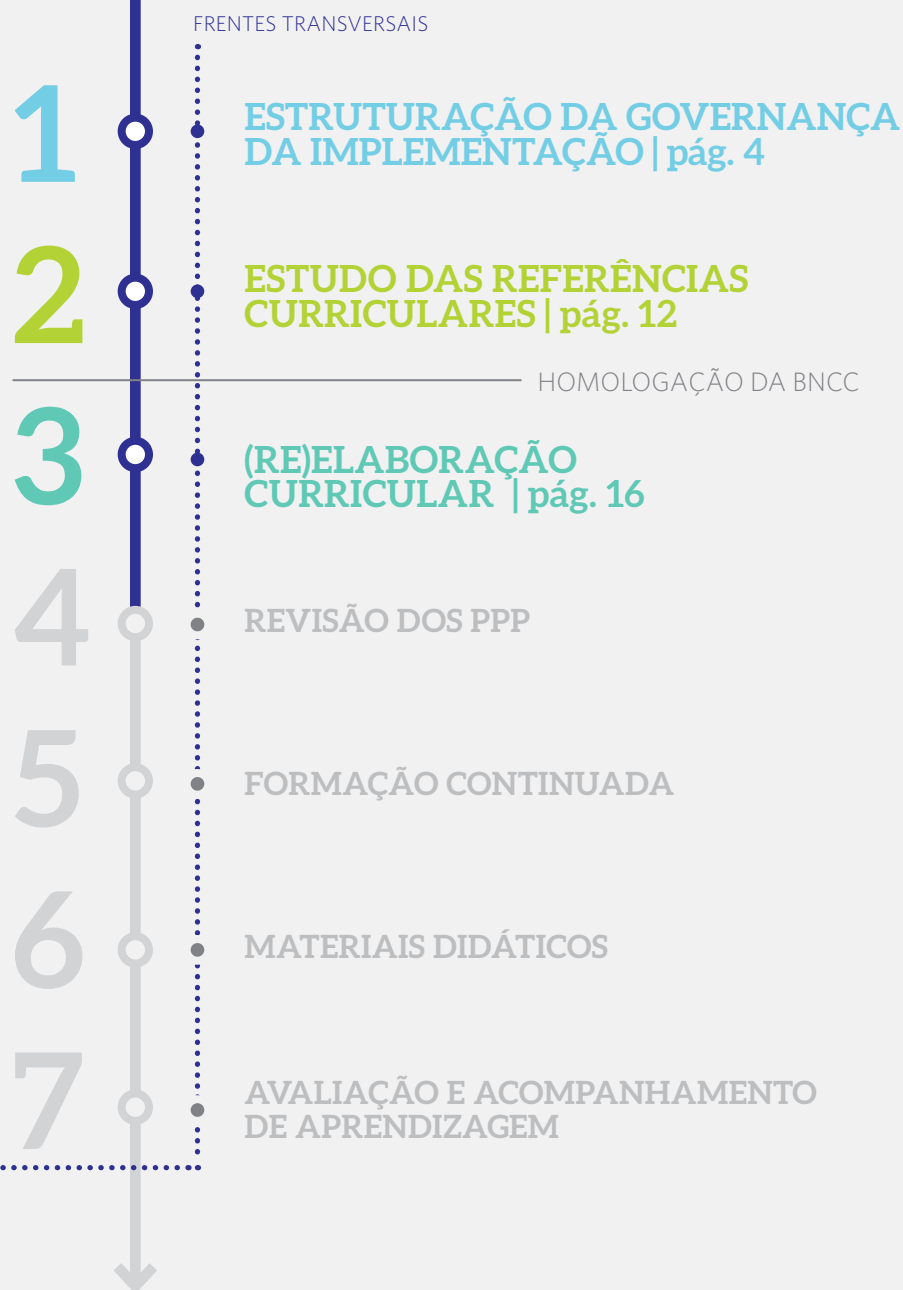 FRENTES TRANSVERSAIS
1
ESTRUTURAÇÃO DA GOVERNANÇA
DA IMPLEMENTAÇÃO | pág. 4
2
ESTUDO DAS REFERÊNCIAS
CURRICULARES | pág. 12
HOMOLOGAÇÃO DA BNCC
3
(RE)ELABORAÇÃO
CURRICULAR | pág. 16
4
REVISÃO DOS PPP
5
FORMAÇÃO CONTINUADA
6
MATERIAIS DIDÁTICOS
7
AVALIAÇÃO E ACOMPANHAMENTO
DE APRENDIZAGEM